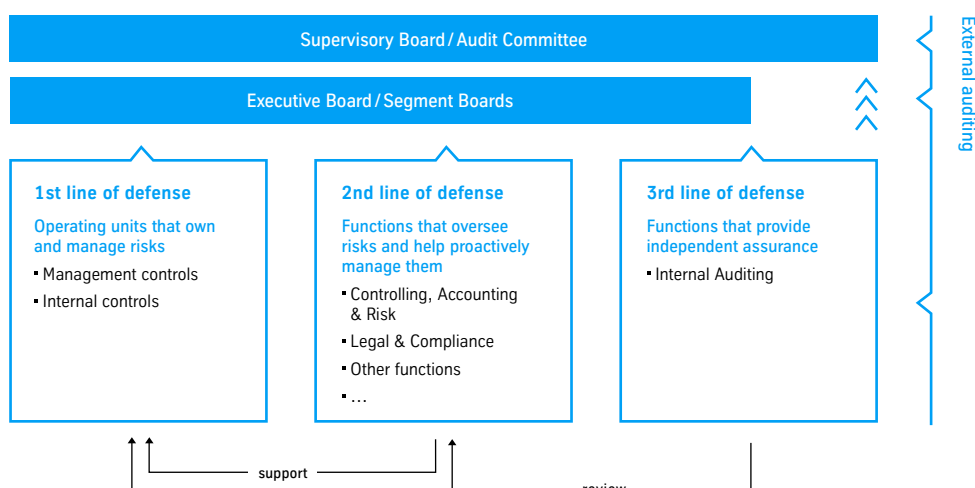 Supervisory Board / Audit Committee
Executive Board / Segment Boards
External auditing
1st line of defense
Operating units that own
and manage risks
▪ Management controls
▪ Internal controls
2nd line of defense
Functions that oversee
risks and help proactively
manage them
▪ Controlling, Accounting
& Risk
▪ Legal & Compliance
▪ Other functions
▪ …
3rd line of defense
Functions that provide
independent assurance
▪ Internal Auditing
support
review